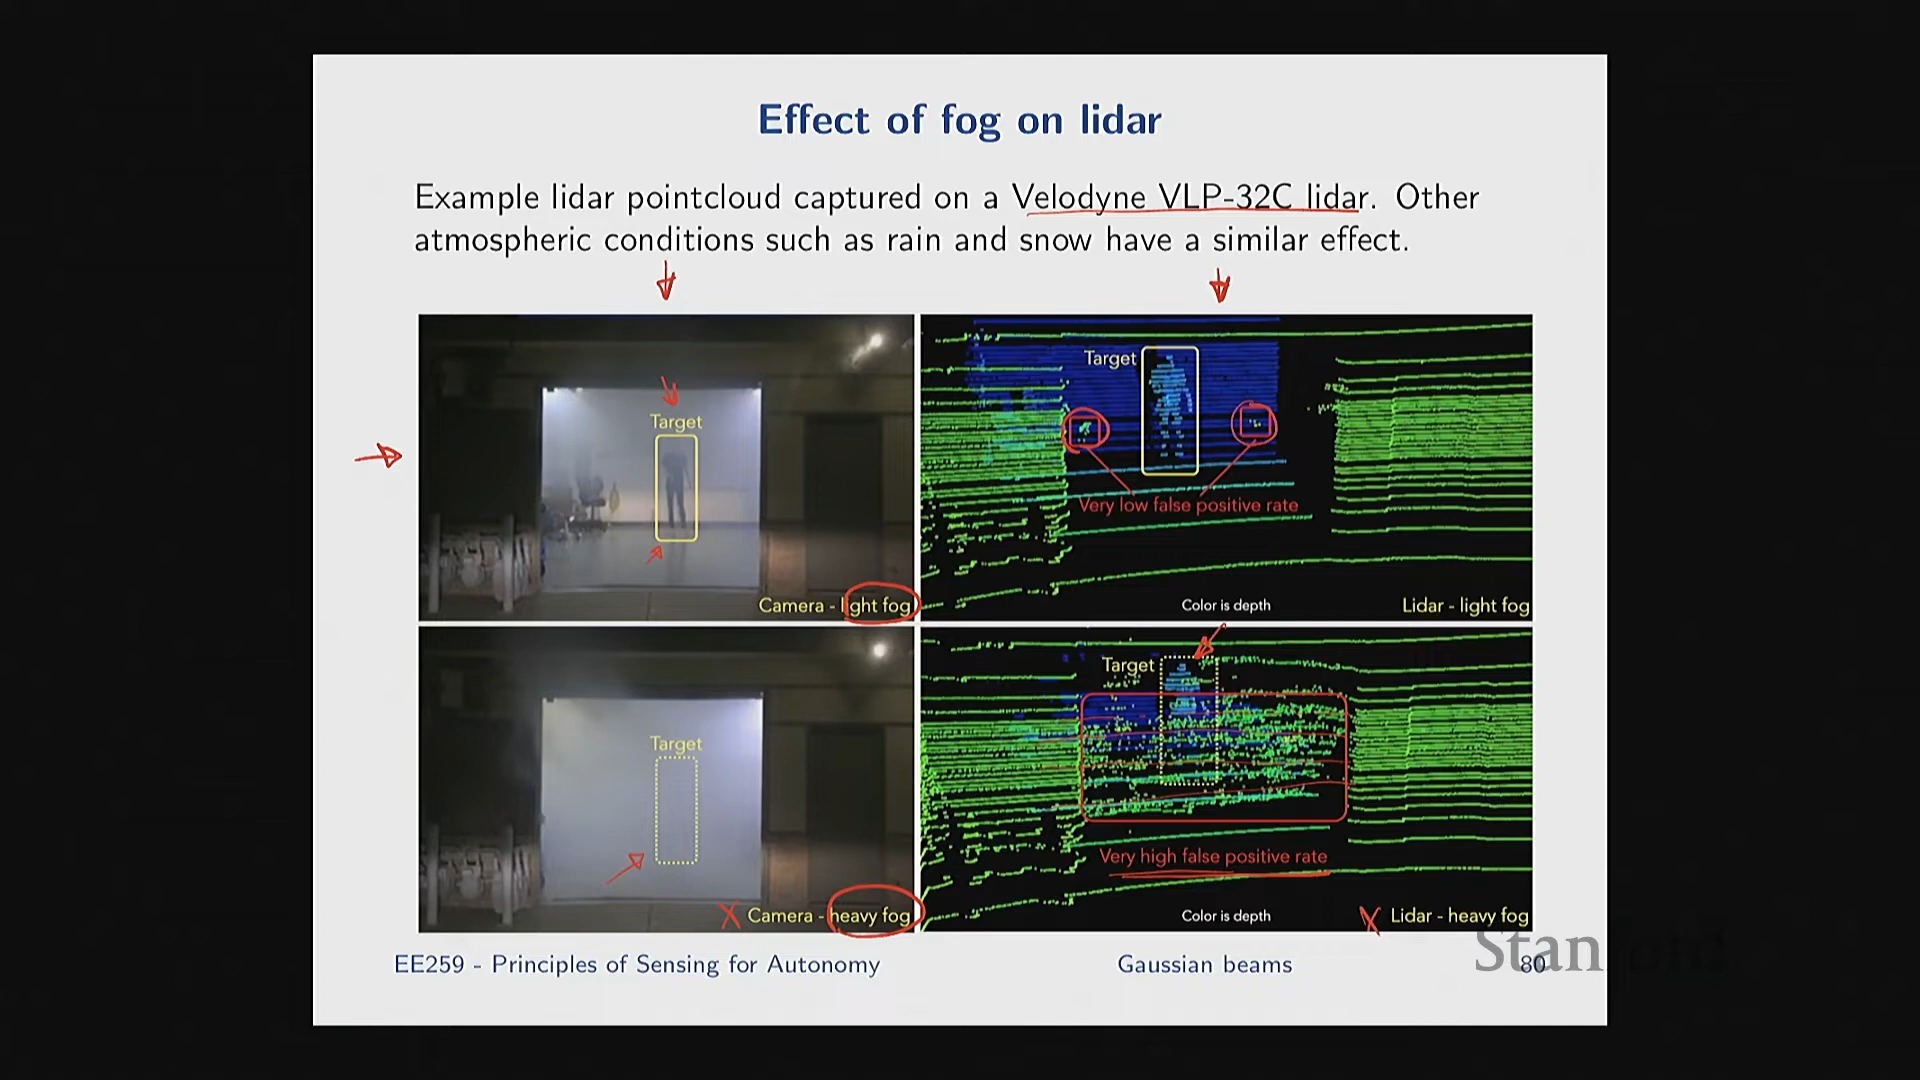 Effect of fog on lidar
Example lidar pointcloud captured on a Velodyne VLP-32C lidar. Other
atmospheric conditions such as rain and snow have a similar effect.
Target
Camera - light fog
Target
Very low false positive rate
Color is depth
Lidar - light fog
Target
Camera - heavy fog
Target
Very high false positive rate
Color is depth
Lidar - heavy fog
EE259 - Principles of Sensing for Autonomy
Gaussian beams
80
Stanford